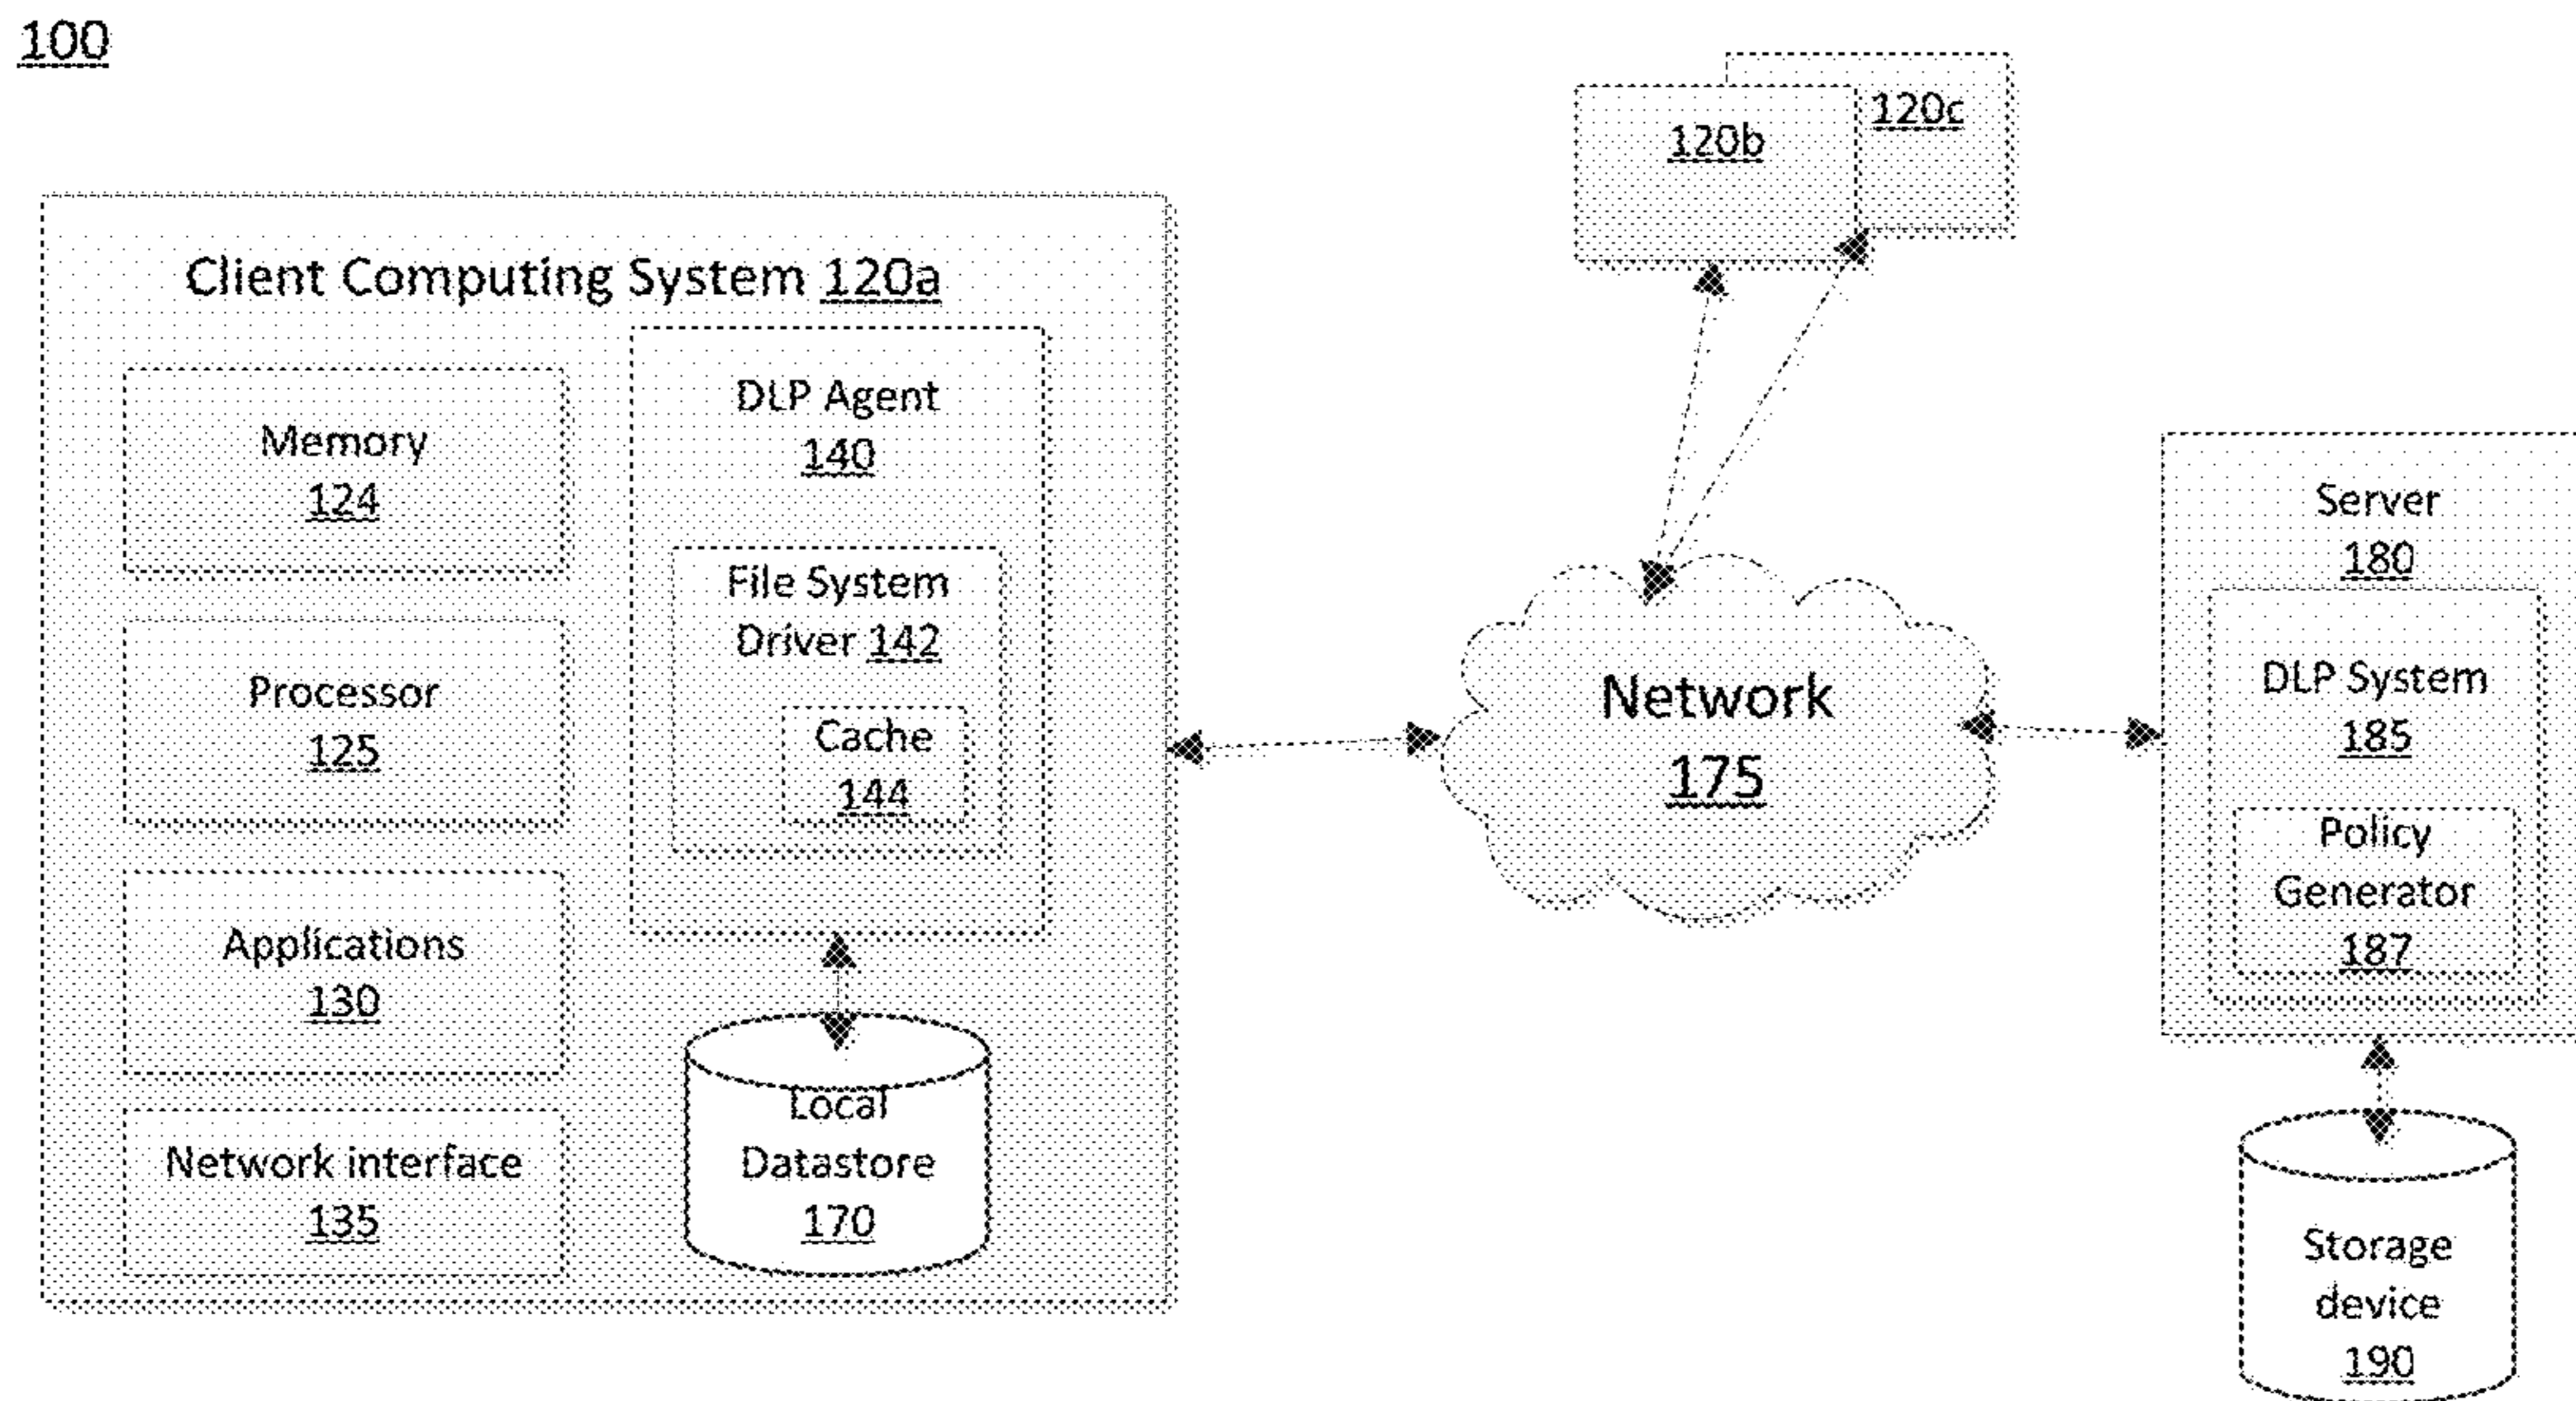 100
120b
120c
Client Computing System 120a
Memory
124
Processor
125
Applications
130
Network interface
135
DLP Agent
140
File System
Driver 142
Cache
144
Local
Datastore
170
Network
175
Server
180
DLP System
185
Policy
Generator
187
Storage
device
190